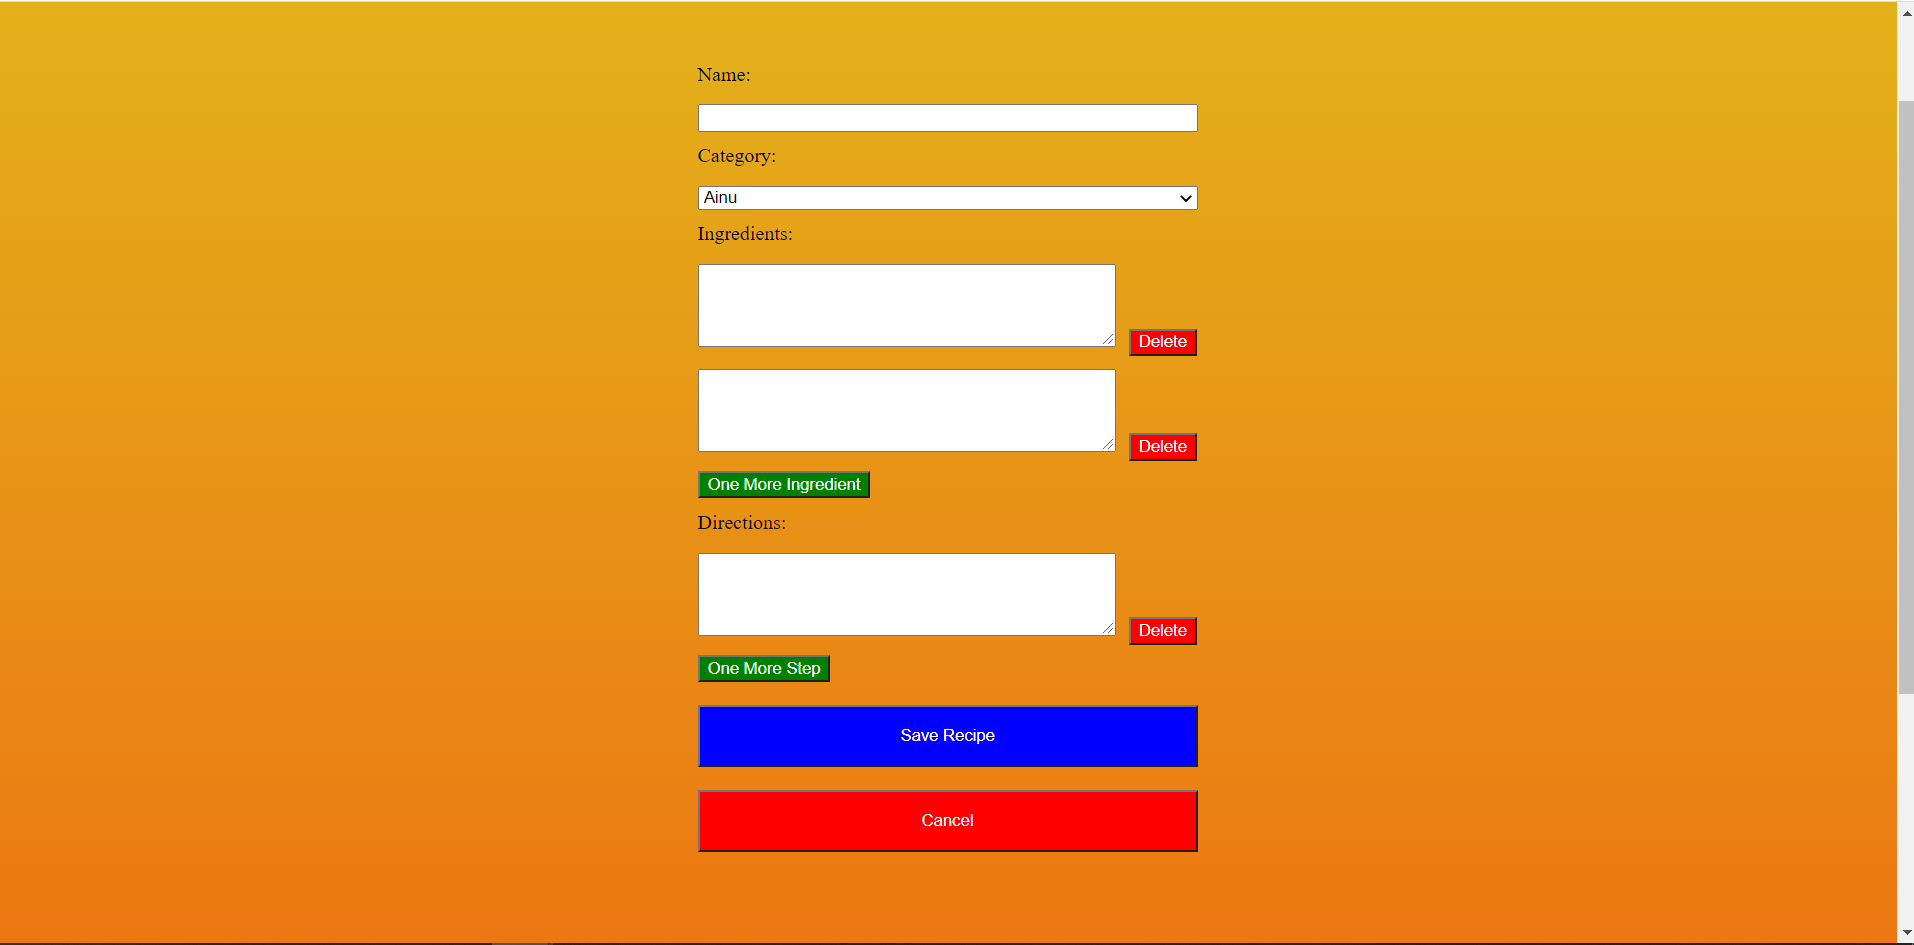 Name:
Category:
Ainu
Ingredients:
Delete
Delete
One More Ingredient
Directions:
Delete
One More Step
Save Recipe
Cancel